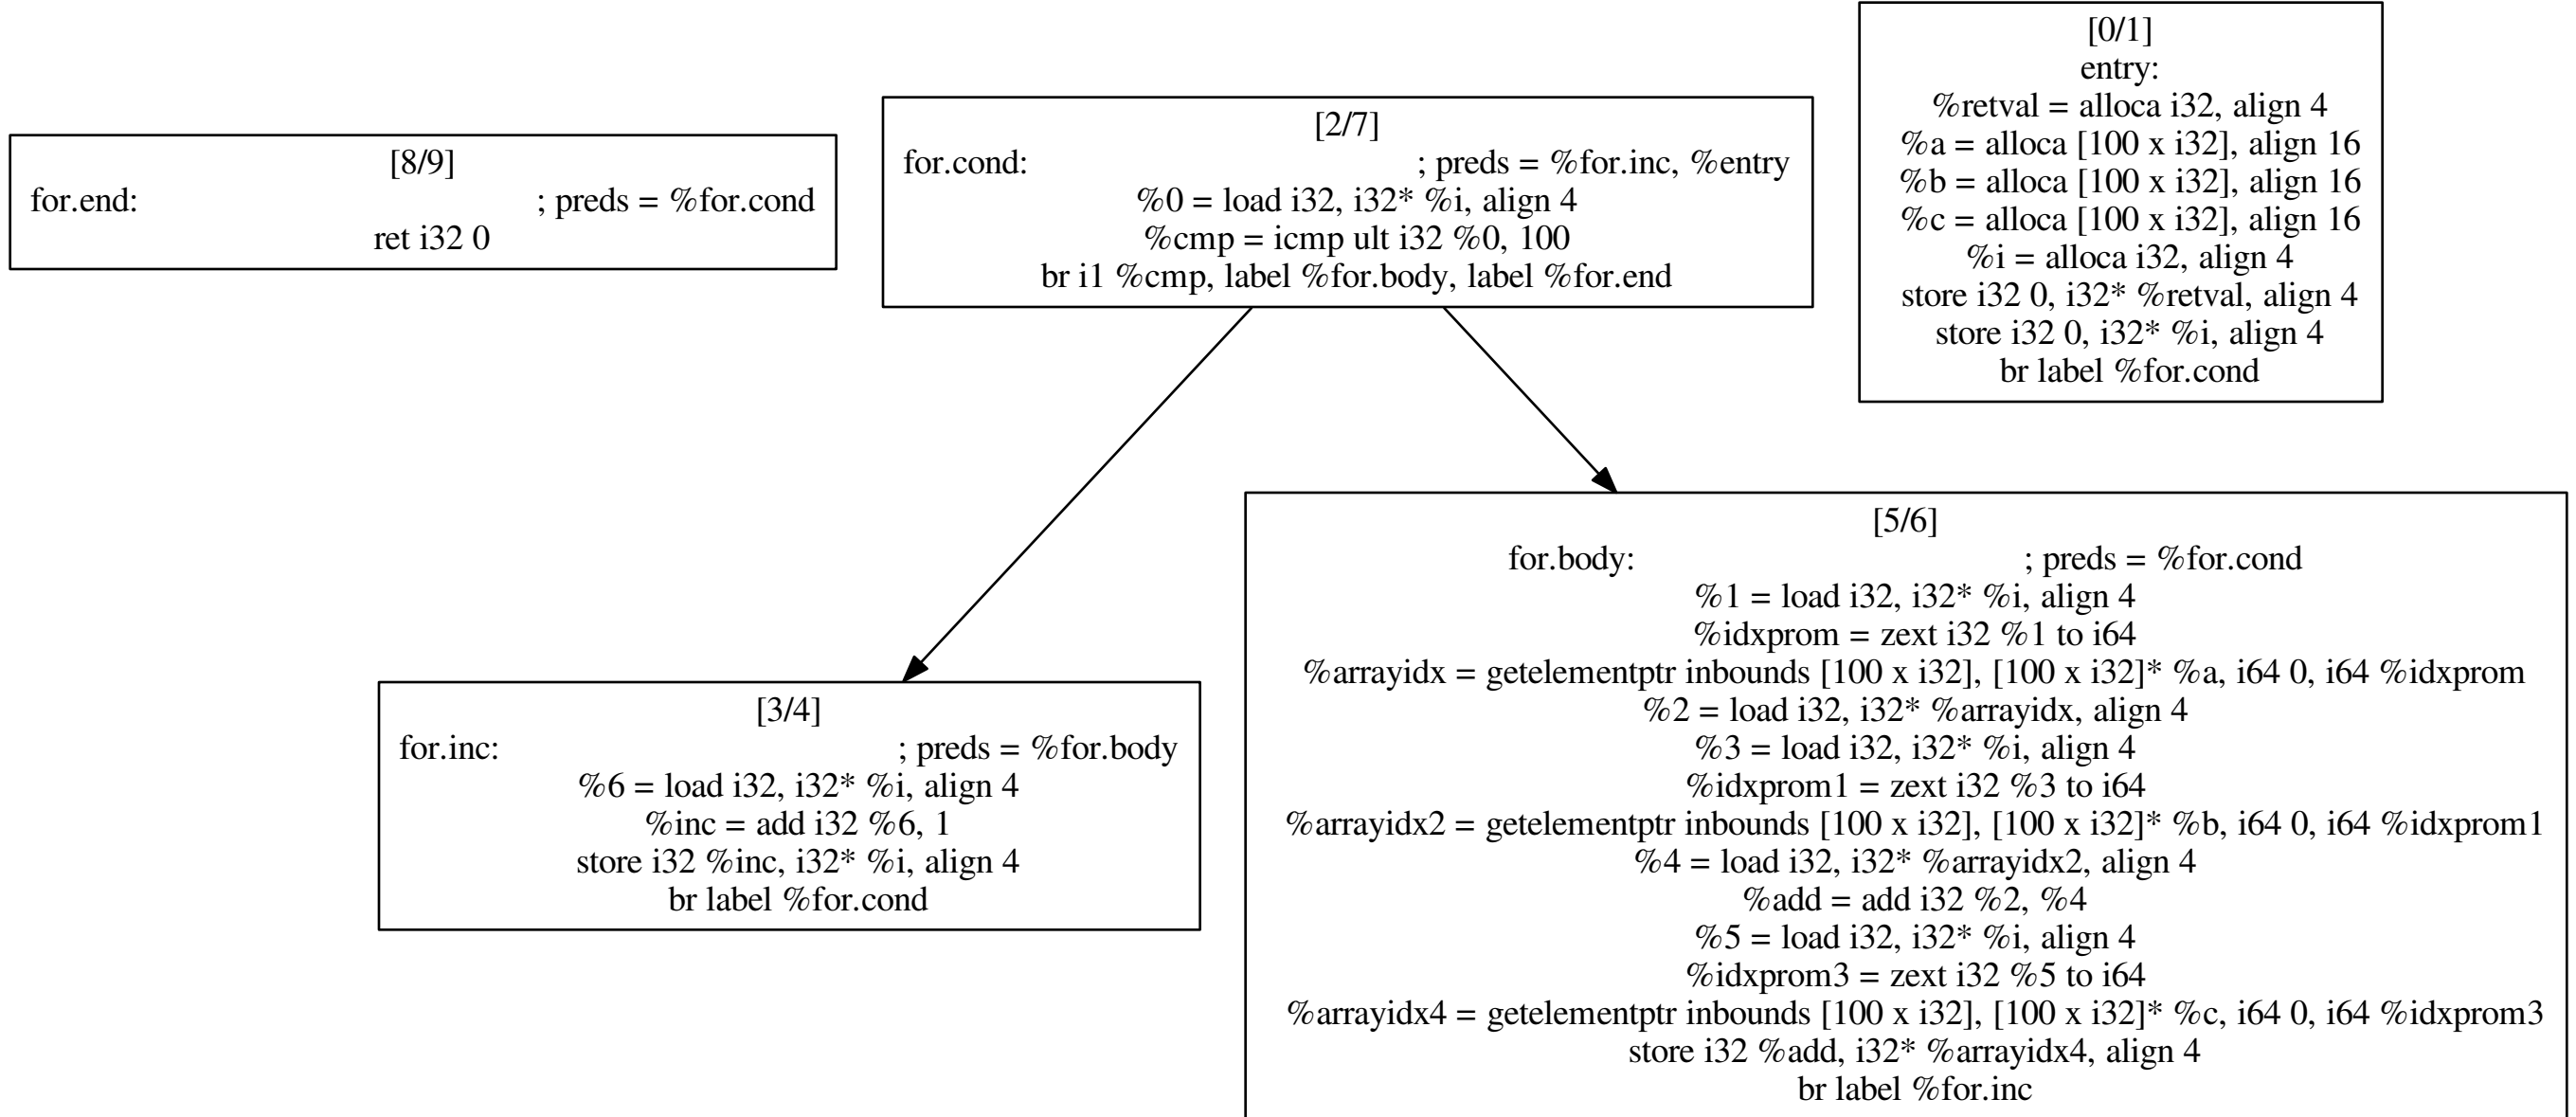 [8/9]
for.end: ; preds = %for.cond
ret i32 0
[2/7]
for.cond: ; preds = %for.inc, %entry
%0 = load i32, i32* %i, align 4
%cmp = icmp ult i32 %0, 100
br i1 %cmp, label %for.body, label %for.end
[0/1]
entry:
%retval = alloca i32, align 4
%a = alloca [100 x i32], align 16
%b = alloca [100 x i32], align 16
%c = alloca [100 x i32], align 16
%i = alloca i32, align 4
store i32 0, i32* %retval, align 4
store i32 0, i32* %i, align 4
br label %for.cond
[3/4]
for.inc: ; preds = %for.body
%6 = load i32, i32* %i, align 4
%inc = add i32 %6, 1
store i32 %inc, i32* %i, align 4
br label %for.cond
[5/6]
for.body: ; preds = %for.cond
%1 = load i32, i32* %i, align 4
%idxprom = zext i32 %1 to i64
%arrayidx = getelementptr inbounds [100 x i32], [100 x i32]* %a, i64 0, i64 %idxprom
%2 = load i32, i32* %arrayidx, align 4
%3 = load i32, i32* %i, align 4
%idxprom1 = zext i32 %3 to i64
%arrayidx2 = getelementptr inbounds [100 x i32], [100 x i32]* %b, i64 0, i64 %idxprom1
%4 = load i32, i32* %arrayidx2, align 4
%add = add i32 %2, %4
%5 = load i32, i32* %i, align 4
%idxprom3 = zext i32 %5 to i64
%arrayidx4 = getelementptr inbounds [100 x i32], [100 x i32]* %c, i64 0, i64 %idxprom3
store i32 %add, i32* %arrayidx4, align 4
br label %for.inc